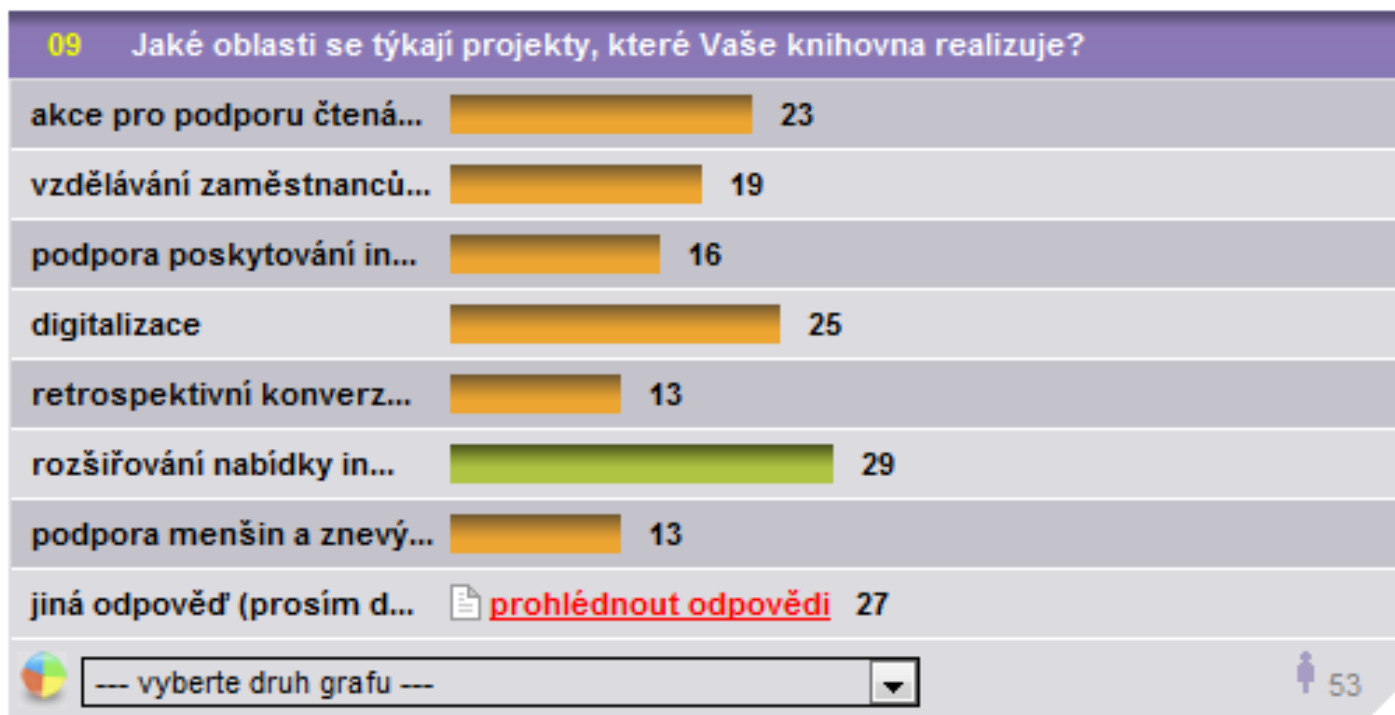 09 Jaké oblasti se týkají projekty, které Vaše knihovna realizuje?
akce pro podporu čtená... 23
vzdělávání zaměstnanců... 19
podpora poskytování in... 16
digitalizace 25
retrospektivní konverz... 13
rozšiřování nabídky in... 29
podpora menšin a znevý... 13
jiná odpověď (prosím d... prohlédnout odpovědi 27
--- vyberte druh grafu --- 53